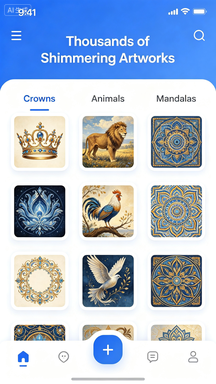 9:41
Thousands of
Shimmering Artworks
Crowns
Animals
Mandalas